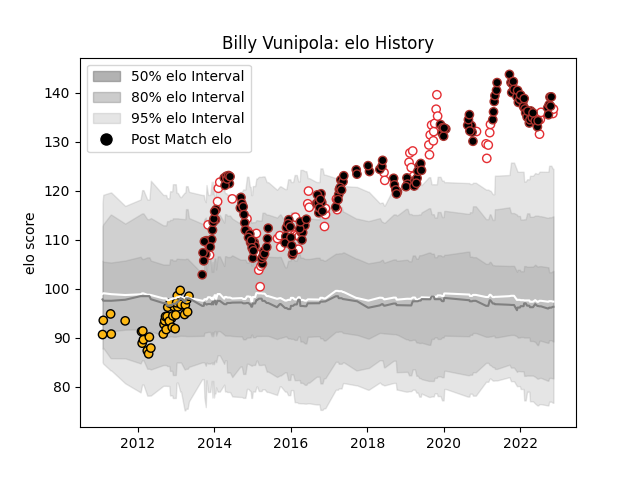 Billy Vunipola: elo History
50% elo Interval
80% elo Interval
95% elo Interval
Post Match elo
elo score
140
130
120
110
100
90
80
2012
2014
2016
2018
2020
2022